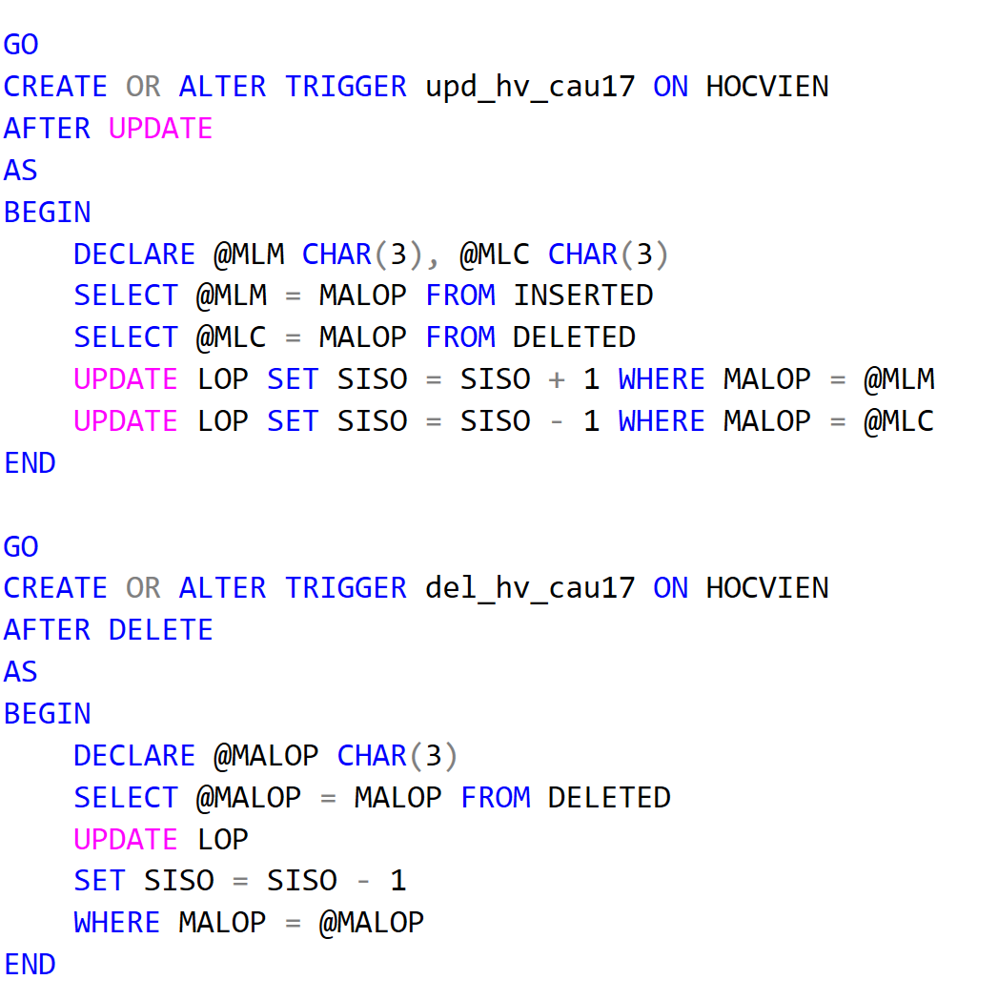 GO
CREATE OR ALTER TRIGGER upd_hv_cau17 ON HOCVIEN
AFTER UPDATE
AS
BEGIN
    DECLARE @MLM CHAR(3), @MLC CHAR(3)
    SELECT @MLM = MALOP FROM INSERTED
    SELECT @MLC = MALOP FROM DELETED
    UPDATE LOP SET SISO = SISO + 1 WHERE MALOP = @MLM
    UPDATE LOP SET SISO = SISO - 1 WHERE MALOP = @MLC
END

GO
CREATE OR ALTER TRIGGER del_hv_cau17 ON HOCVIEN
AFTER DELETE
AS
BEGIN
    DECLARE @MALOP CHAR(3)
    SELECT @MALOP = MALOP FROM DELETED
    UPDATE LOP
    SET SISO = SISO - 1
    WHERE MALOP = @MALOP
END